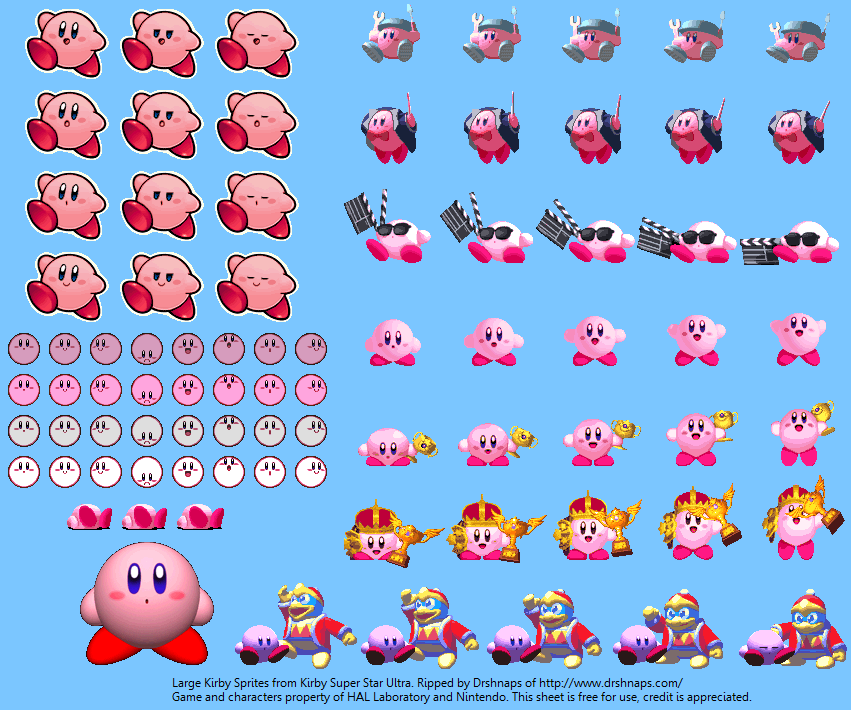 Large Kirby Sprites from Kirby Super Star Ultra. Ripped by Drshnaps of http://www.drshnaps.com/
Game and characters property of HAL Laboratory and Nintendo. This sheet is free for use, credit is appreciated.